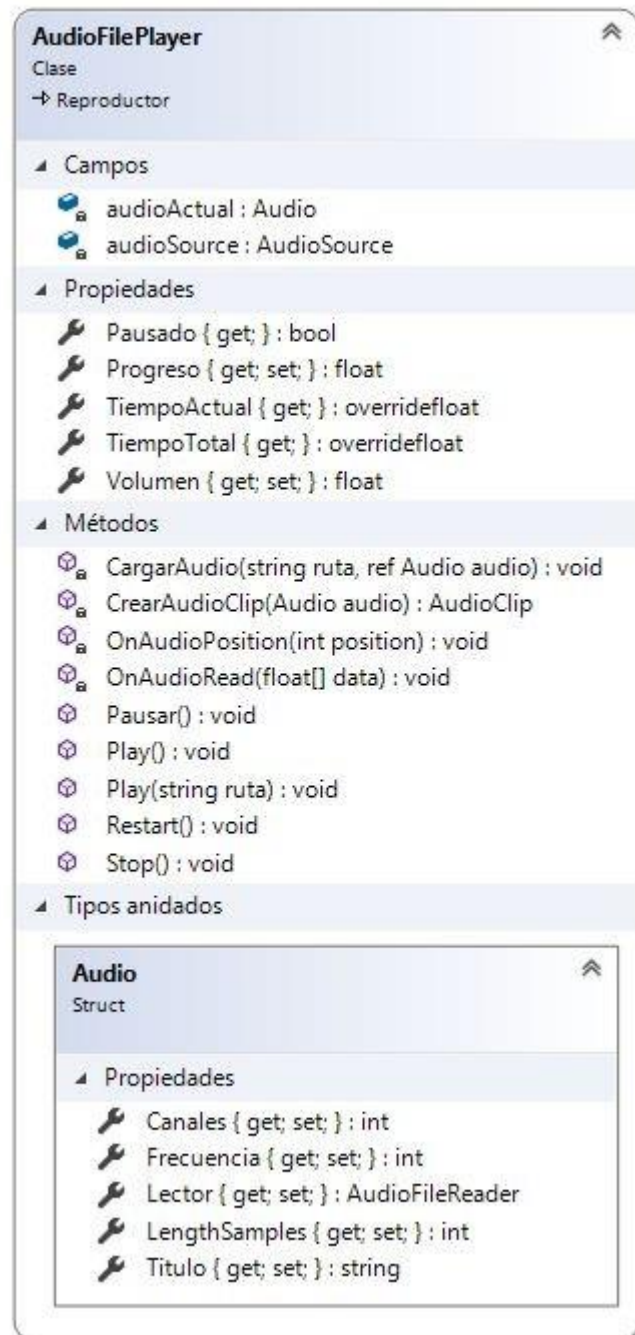 AudioFilePlayer
Clase
Reproductor
Campos
audioActual : Audio
audioSource : AudioSource
Propiedades
Pausado { get; } : bool
Progreso { get; set; } : float
TiempoActual { get; } : overridefloat
TiempoTotal { get; } : overridefloat
Volumen { get; set; } : float
Métodos
CargarAudio(string ruta, ref Audio audio) : void
CrearAudioClip(Audio audio) : AudioClip
OnAudioPosition(int position) : void
OnAudioRead(float[] data) : void
Pausar() : void
Play() : void
Play(string ruta) : void
Restart() : void
Stop() : void
Tipos anidados
Audio
Struct
Propiedades
Canales { get; set; } : int
Frecuencia { get; set; } : int
Lector { get; set; } : AudioFileReader
LengthSamples { get; set; } : int
Titulo { get; set; } : string